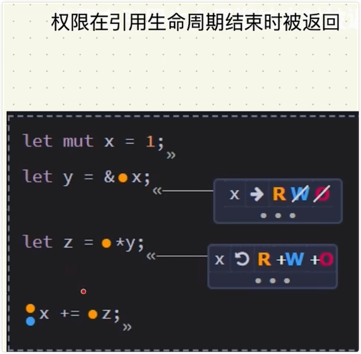 权限在引用生命周期结束时被返回
let mut x = 1;»
let y = &x;«
x → R W O
let z = *y;«
x ↺ R +W +O
x += z;»